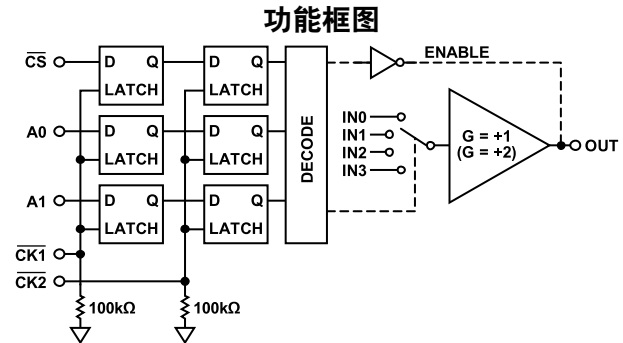 功能框图
CS D Q D Q ENABLE
LATCH LATCH
IN0
A0 D Q D Q IN1 G = +1 OUT
LATCH LATCH IN2 (G = +2)
IN3
DECODE
A1 D Q D Q
LATCH LATCH
CK1
CK2
100kΩ 100kΩ